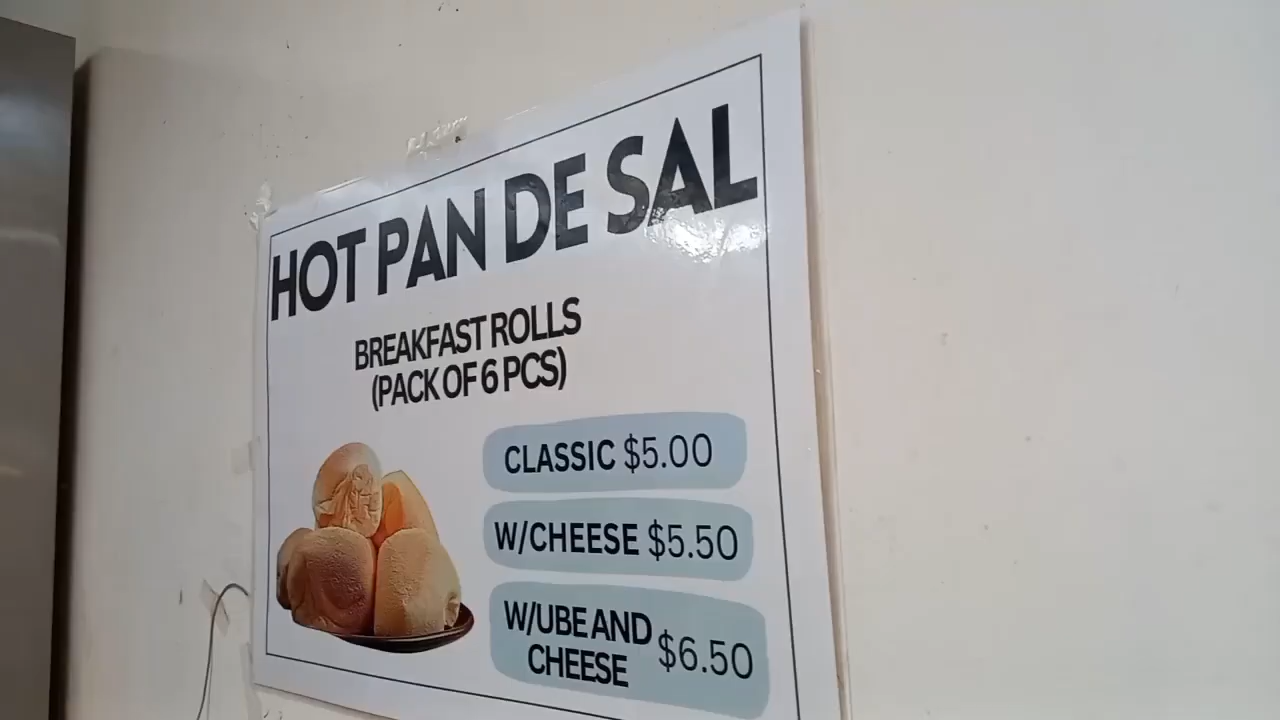 HOT PAN DE SAL
BREAKFAST ROLLS
(PACK OF 6 PCS)
CLASSIC $5.00
W/CHEESE $5.50
W/UBE AND
CHEESE $6.50